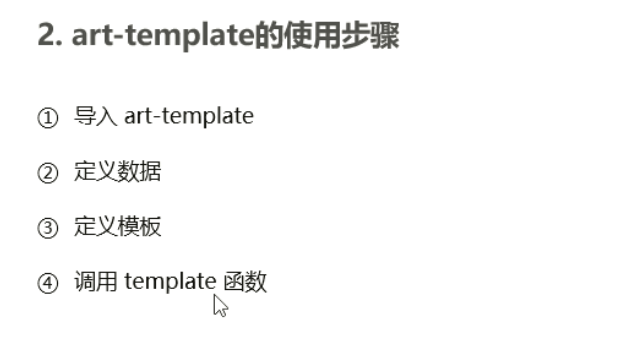 2. art-template的使用步骤
① 导入 art-template
② 定义数据
③ 定义模板
④ 调用 template 函数